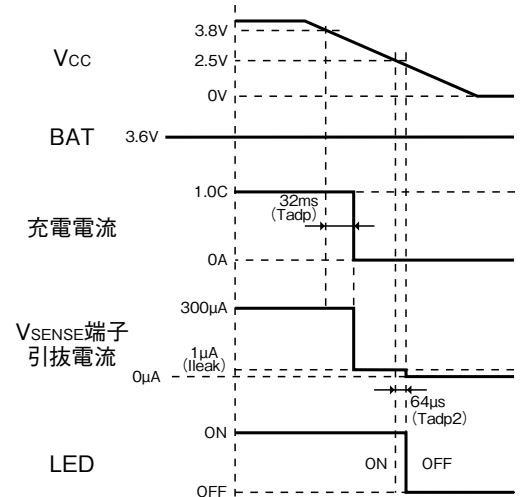 3.8V
VCC
2.5V
0V
BAT
3.6V
1.0C
32ms
(Tadp)
充電電流
0A
300μA
VSENSE端子
引抜電流
1μA
(Ileak)
0μA
64μs
(Tadp2)
ON
LED
ON
OFF
OFF